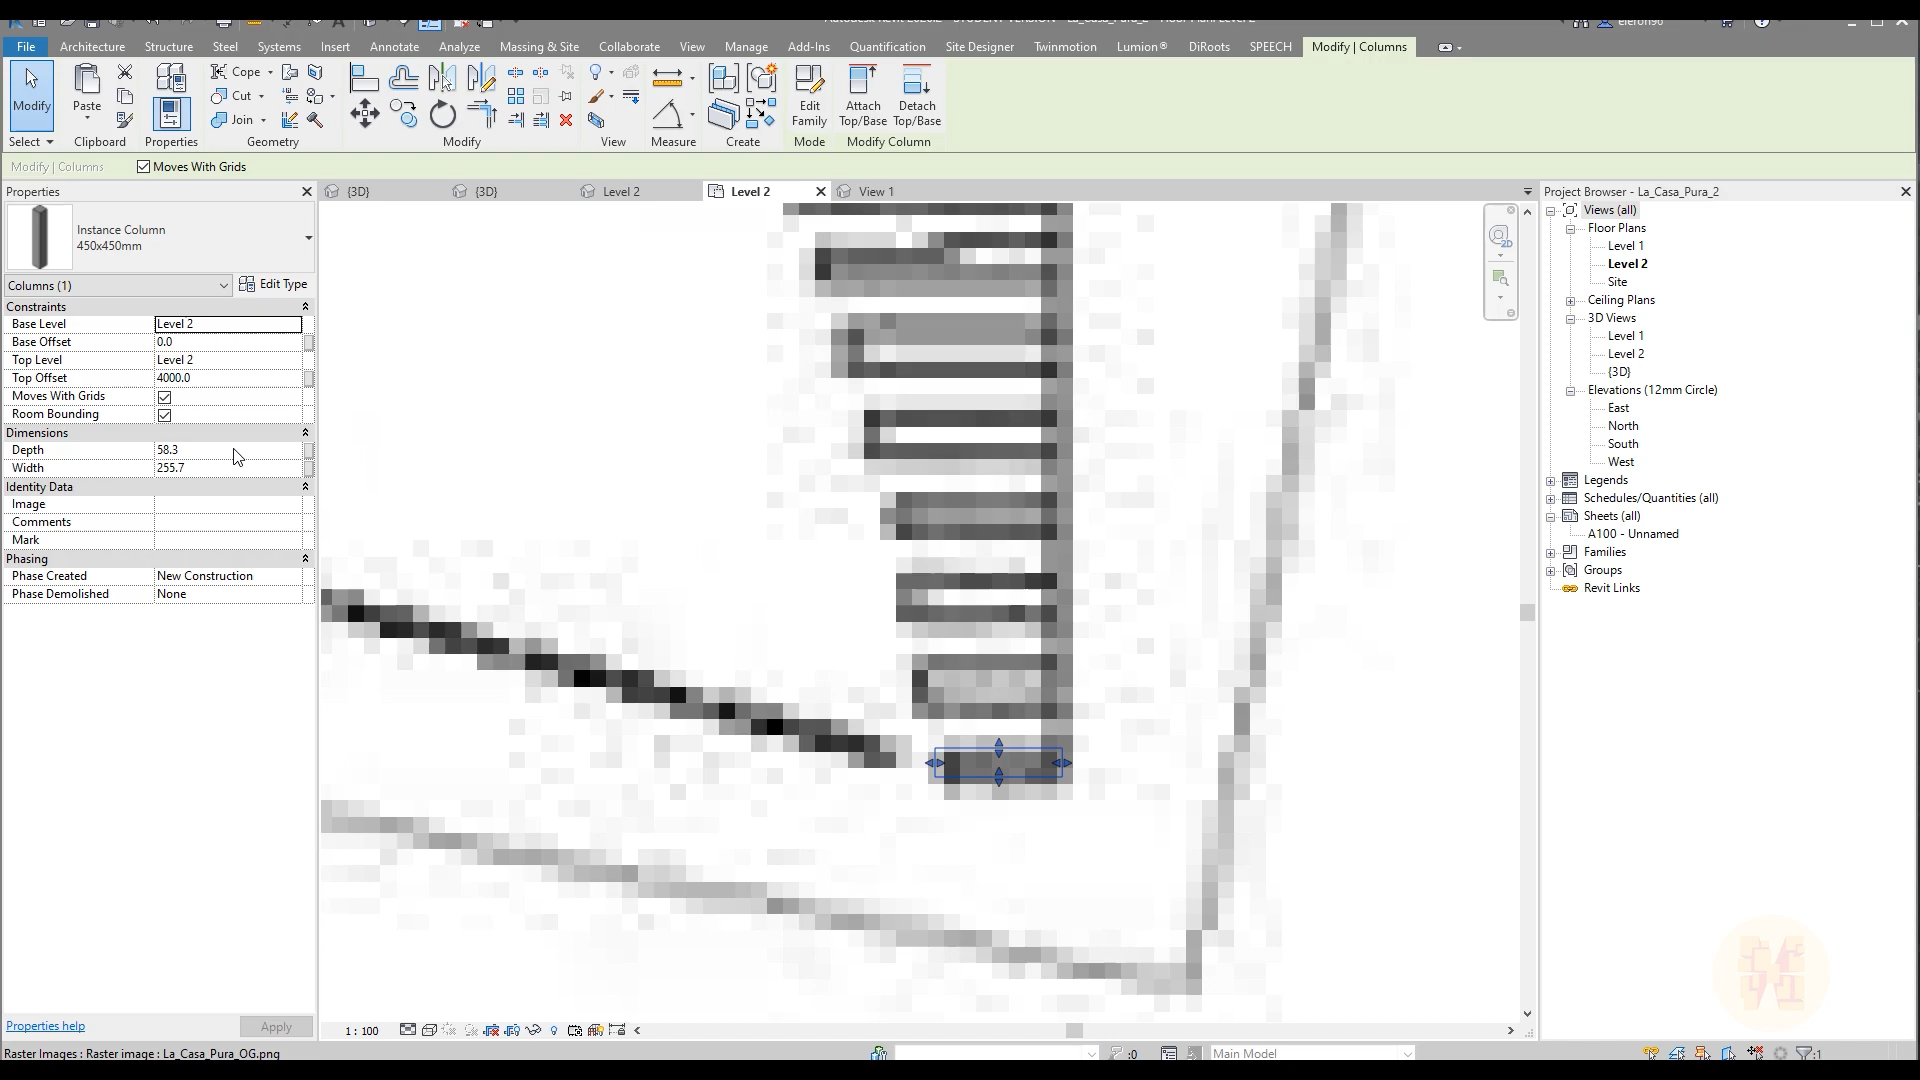 File Architecture Structure Steel Systems Insert Annotate Analyze Massing & Site Collaborate View Manage Add-Ins Quantification Site Designer Twinmotion Lumion® DiRoots SPEECH Modify | Columns
Cope
Cut
Join
Modify Paste Edit Family Attach Top/Base Detach Top/Base
Select Clipboard Properties Geometry Modify View Measure Create Mode Modify Column
Modify | Columns Moves With Grids
Properties {3D} {3D} Level 2 Level 2 View 1 Project Browser - La_Casa_Pura_2
Instance Column
450x450mm
Columns (1) Edit Type
Constraints
Base Level Level 2
Base Offset 0.0
Top Level Level 2
Top Offset 4000.0
Moves With Grids
Room Bounding
Dimensions
Depth 58.3
Width 255.7
Identity Data
Image
Comments
Mark
Phasing
Phase Created New Construction
Phase Demolished None
2D
Views (all)
Floor Plans
Level 1
Level 2
Site
Ceiling Plans
3D Views
Level 1
Level 2
{3D}
Elevations (12mm Circle)
East
North
South
West
Legends
Schedules/Quantities (all)
Sheets (all)
A100 - Unnamed
Families
Groups
Revit Links
Properties help Apply
1 : 100
Raster Images : Raster image : La_Casa_Pura_OG.png
:0
Main Model
:1